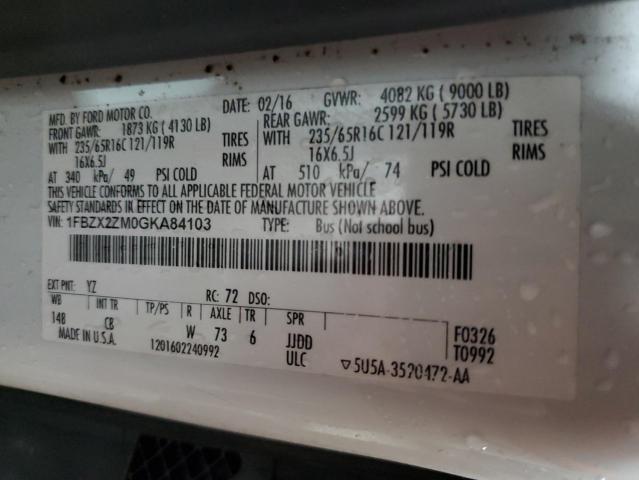 MFD. BY FORD MOTOR CO. DATE: 02/16 GVWR: 4082 KG ( 9000 LB)
FRONT GAWR: 1873 KG ( 4130 LB) REAR GAWR: 2599 KG ( 5730 LB)
WITH 235/65R16C 121/119R TIRES WITH 235/65R16C 121/119R TIRES
16X6.5J RIMS 16X6.5J RIMS
AT 340 kPa/ 49 PSI COLD AT 510 kPa/ 74 PSI COLD
THIS VEHICLE CONFORMS TO ALL APPLICABLE FEDERAL MOTOR VEHICLE
SAFETY STANDARDS IN EFFECT ON THE DATE OF MANUFACTURE SHOWN ABOVE.
VIN: 1FBZX2ZM0GKA84103 TYPE: Bus (Not school bus)
EXT PNT: YZ RC: 72 DSO:
WB INT TR TP/PS R AXLE TR SPR
148 CB W 73 6 JJDD F0326
MADE IN U.S.A. 1201602240992 ULC ▽5U5A-3520472-AA T0992